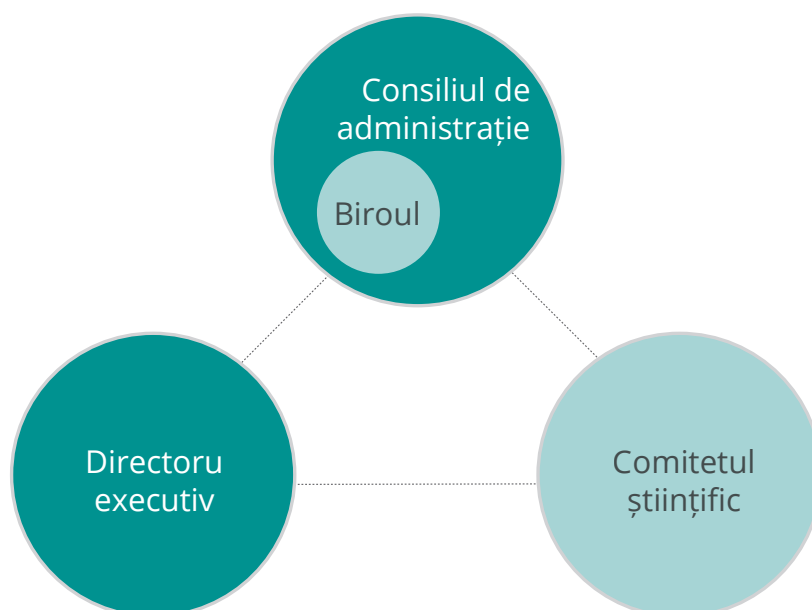 Consiliul de
administrație
Biroul
Directoru
executiv
Comitetul
științific